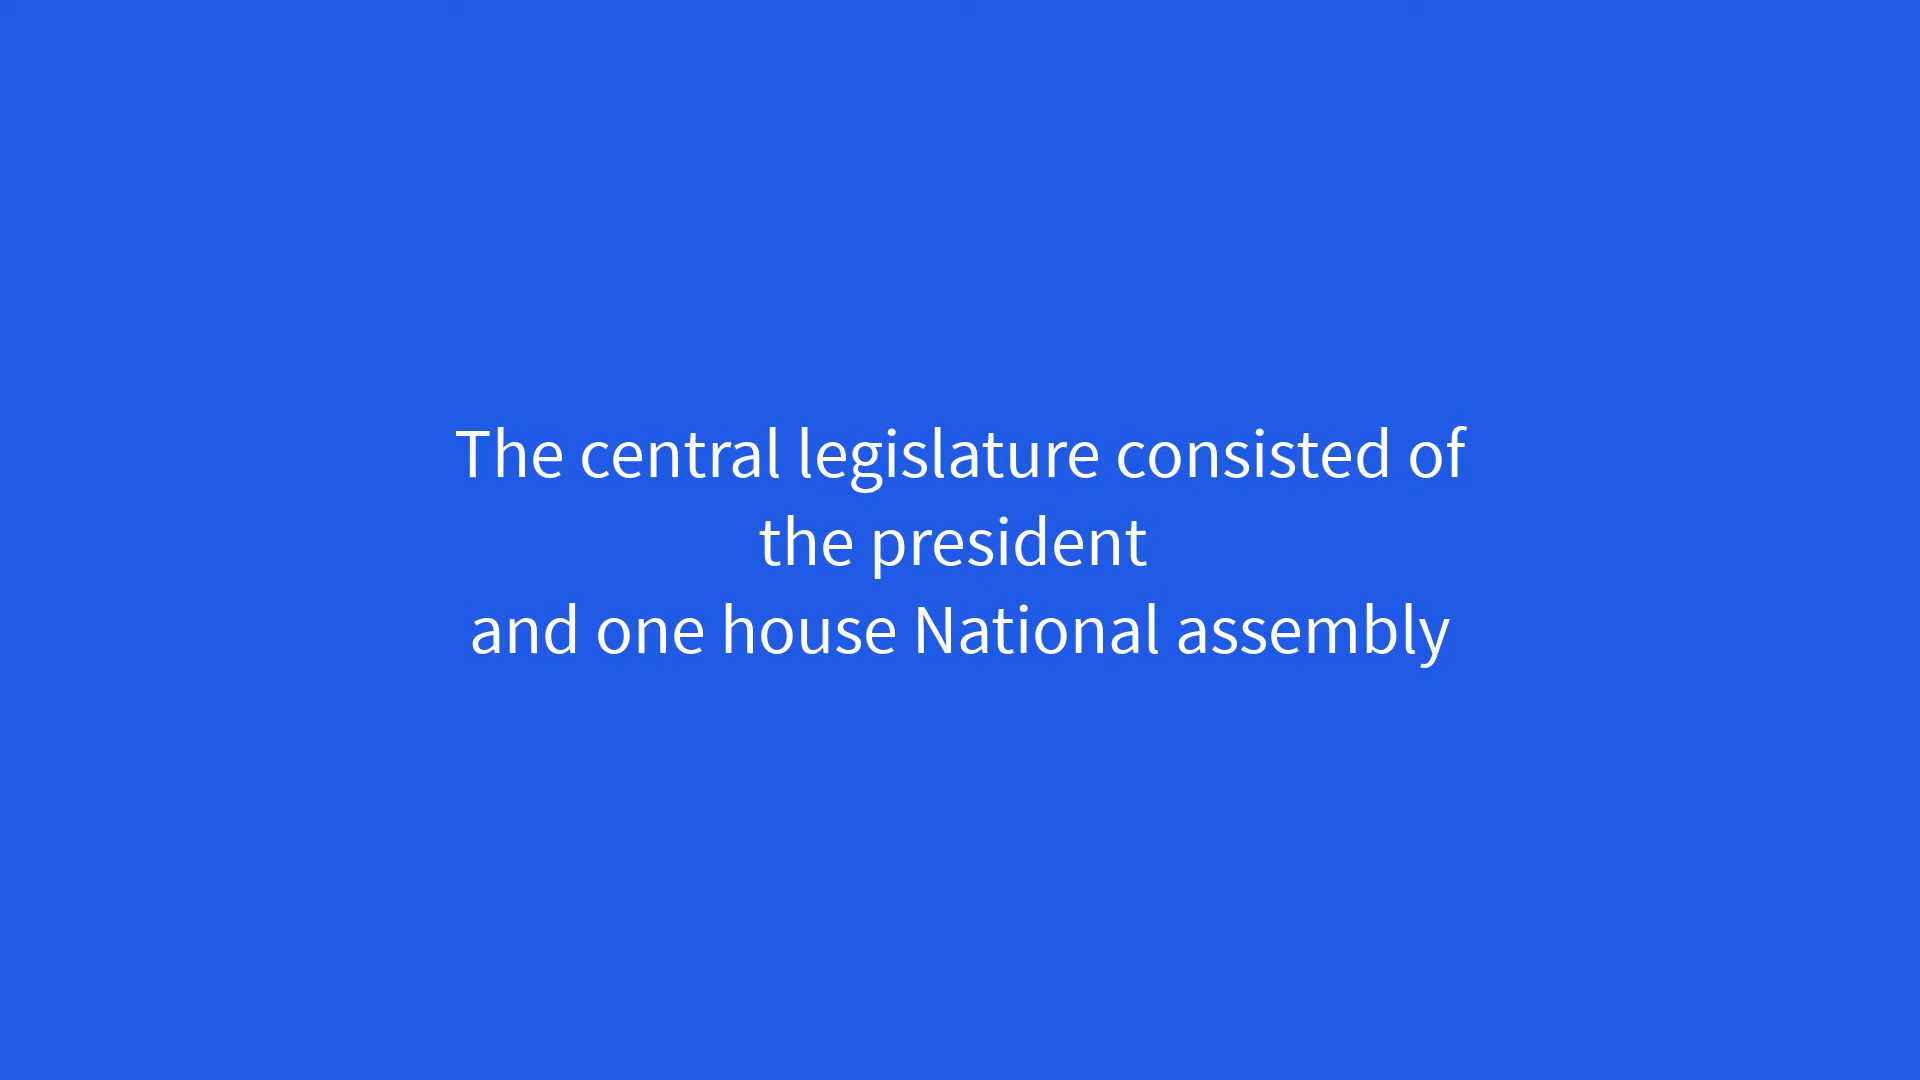 The central legislature consisted of
the president
and one house National assembly